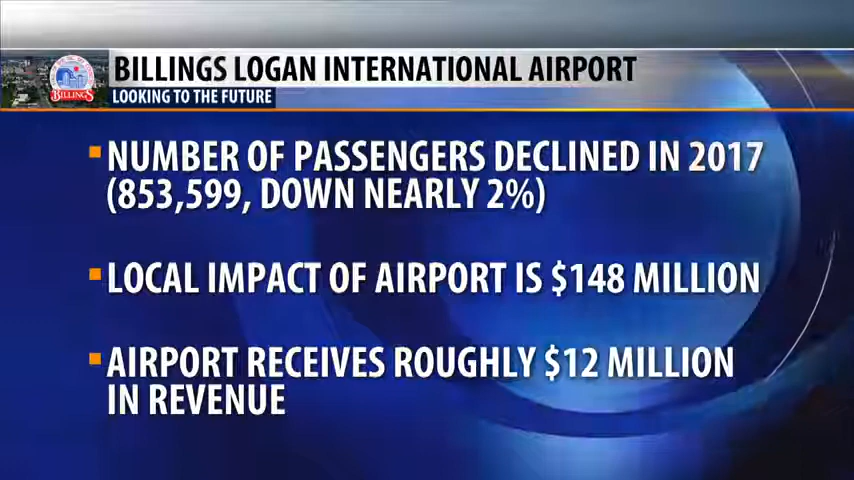 BILLINGS LOGAN INTERNATIONAL AIRPORT
BILLINGS
LOOKING TO THE FUTURE
NUMBER OF PASSENGERS DECLINED IN 2017
(853,599, DOWN NEARLY 2%)
LOCAL IMPACT OF AIRPORT IS $148 MILLION
AIRPORT RECEIVES ROUGHLY $12 MILLION
IN REVENUE